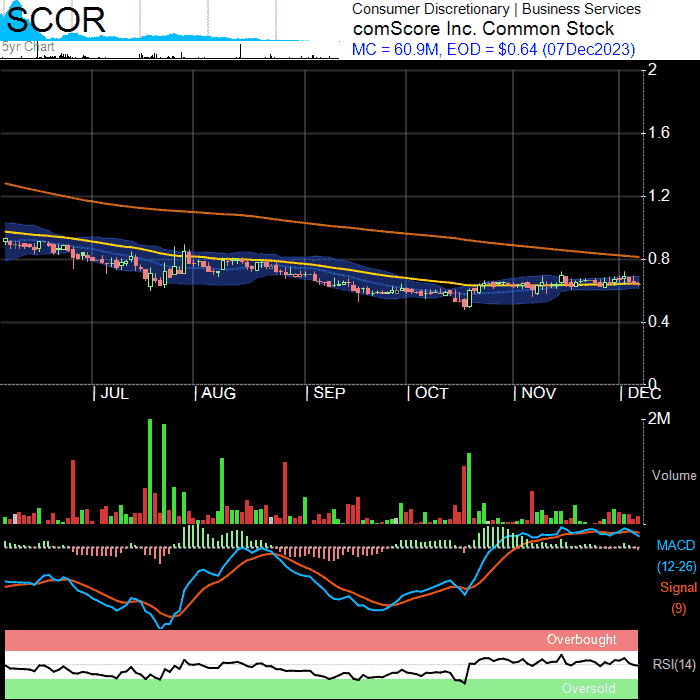 SCOR
5yr Chart
Consumer Discretionary | Business Services
comScore Inc. Common Stock
MC = 60.9M, EOD = $0.64 (07Dec2023)
2
1.6
1.2
0.8
0.4
0
| JUL | AUG | SEP | OCT | NOV | DEC
2M
Volume
MACD
(12-26)
Signal
(9)
Overbought
RSI(14)
Oversold